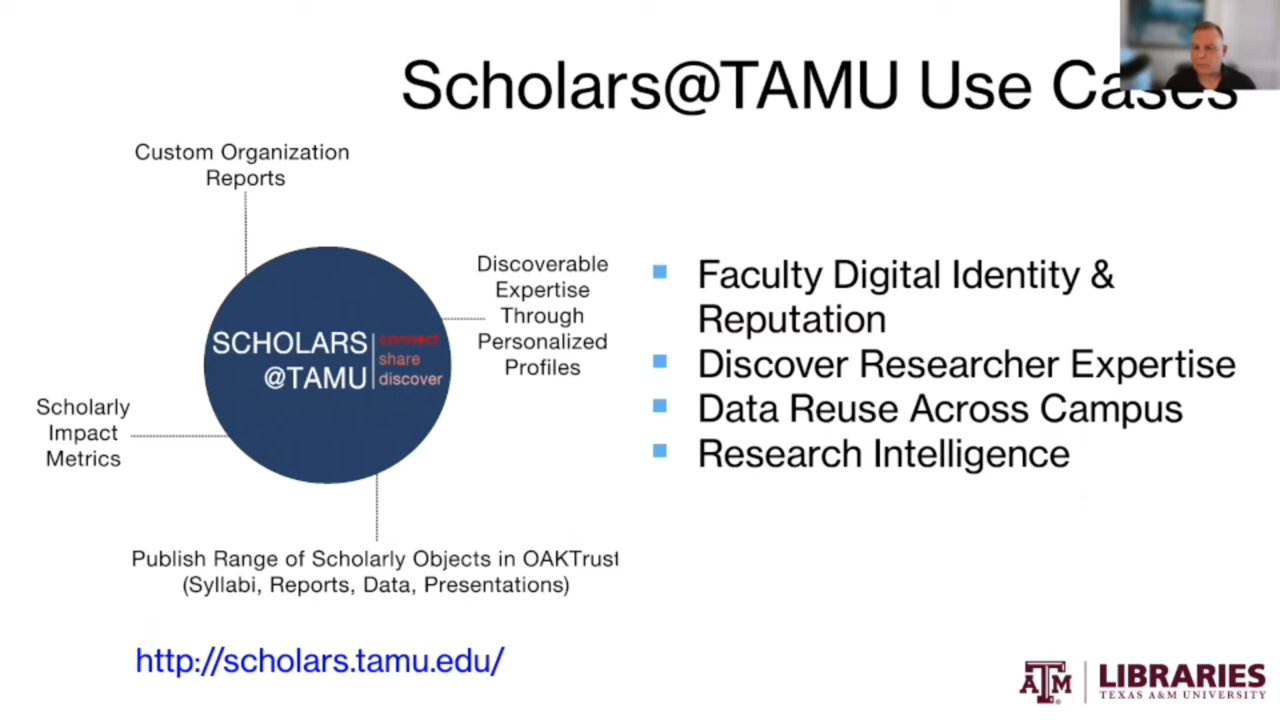 Scholars@TAMU Use Cases
Custom Organization
Reports
Discoverable
Expertise
Through
Personalized
Profiles
SCHOLARS
@TAMU
connect
share
discover
Scholarly
Impact
Metrics
Publish Range of Scholarly Objects in OAKTrust
(Syllabi, Reports, Data, Presentations)
Faculty Digital Identity &
Reputation
Discover Researcher Expertise
Data Reuse Across Campus
Research Intelligence
http://scholars.tamu.edu/
ATM
LIBRARIES
TEXAS A&M UNIVERSITY